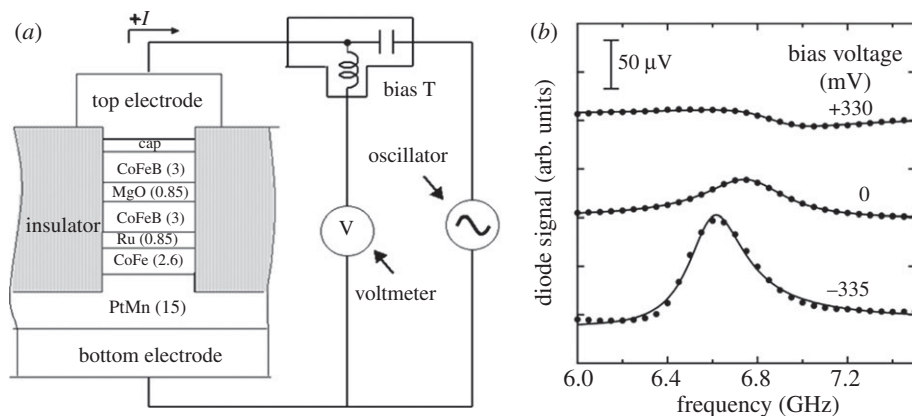 (a)
+I
top electrode
cap
CoFeB (3)
MgO (0.85)
CoFeB (3)
Ru (0.85)
CoFe (2.6)
PtMn (15)
bottom electrode
insulator
bias T
oscillator
V
voltmeter
(b)
50 µV
bias voltage
(mV)
+330
0
–335
diode signal (arb. units)
6.0 6.4 6.8 7.2
frequency (GHz)